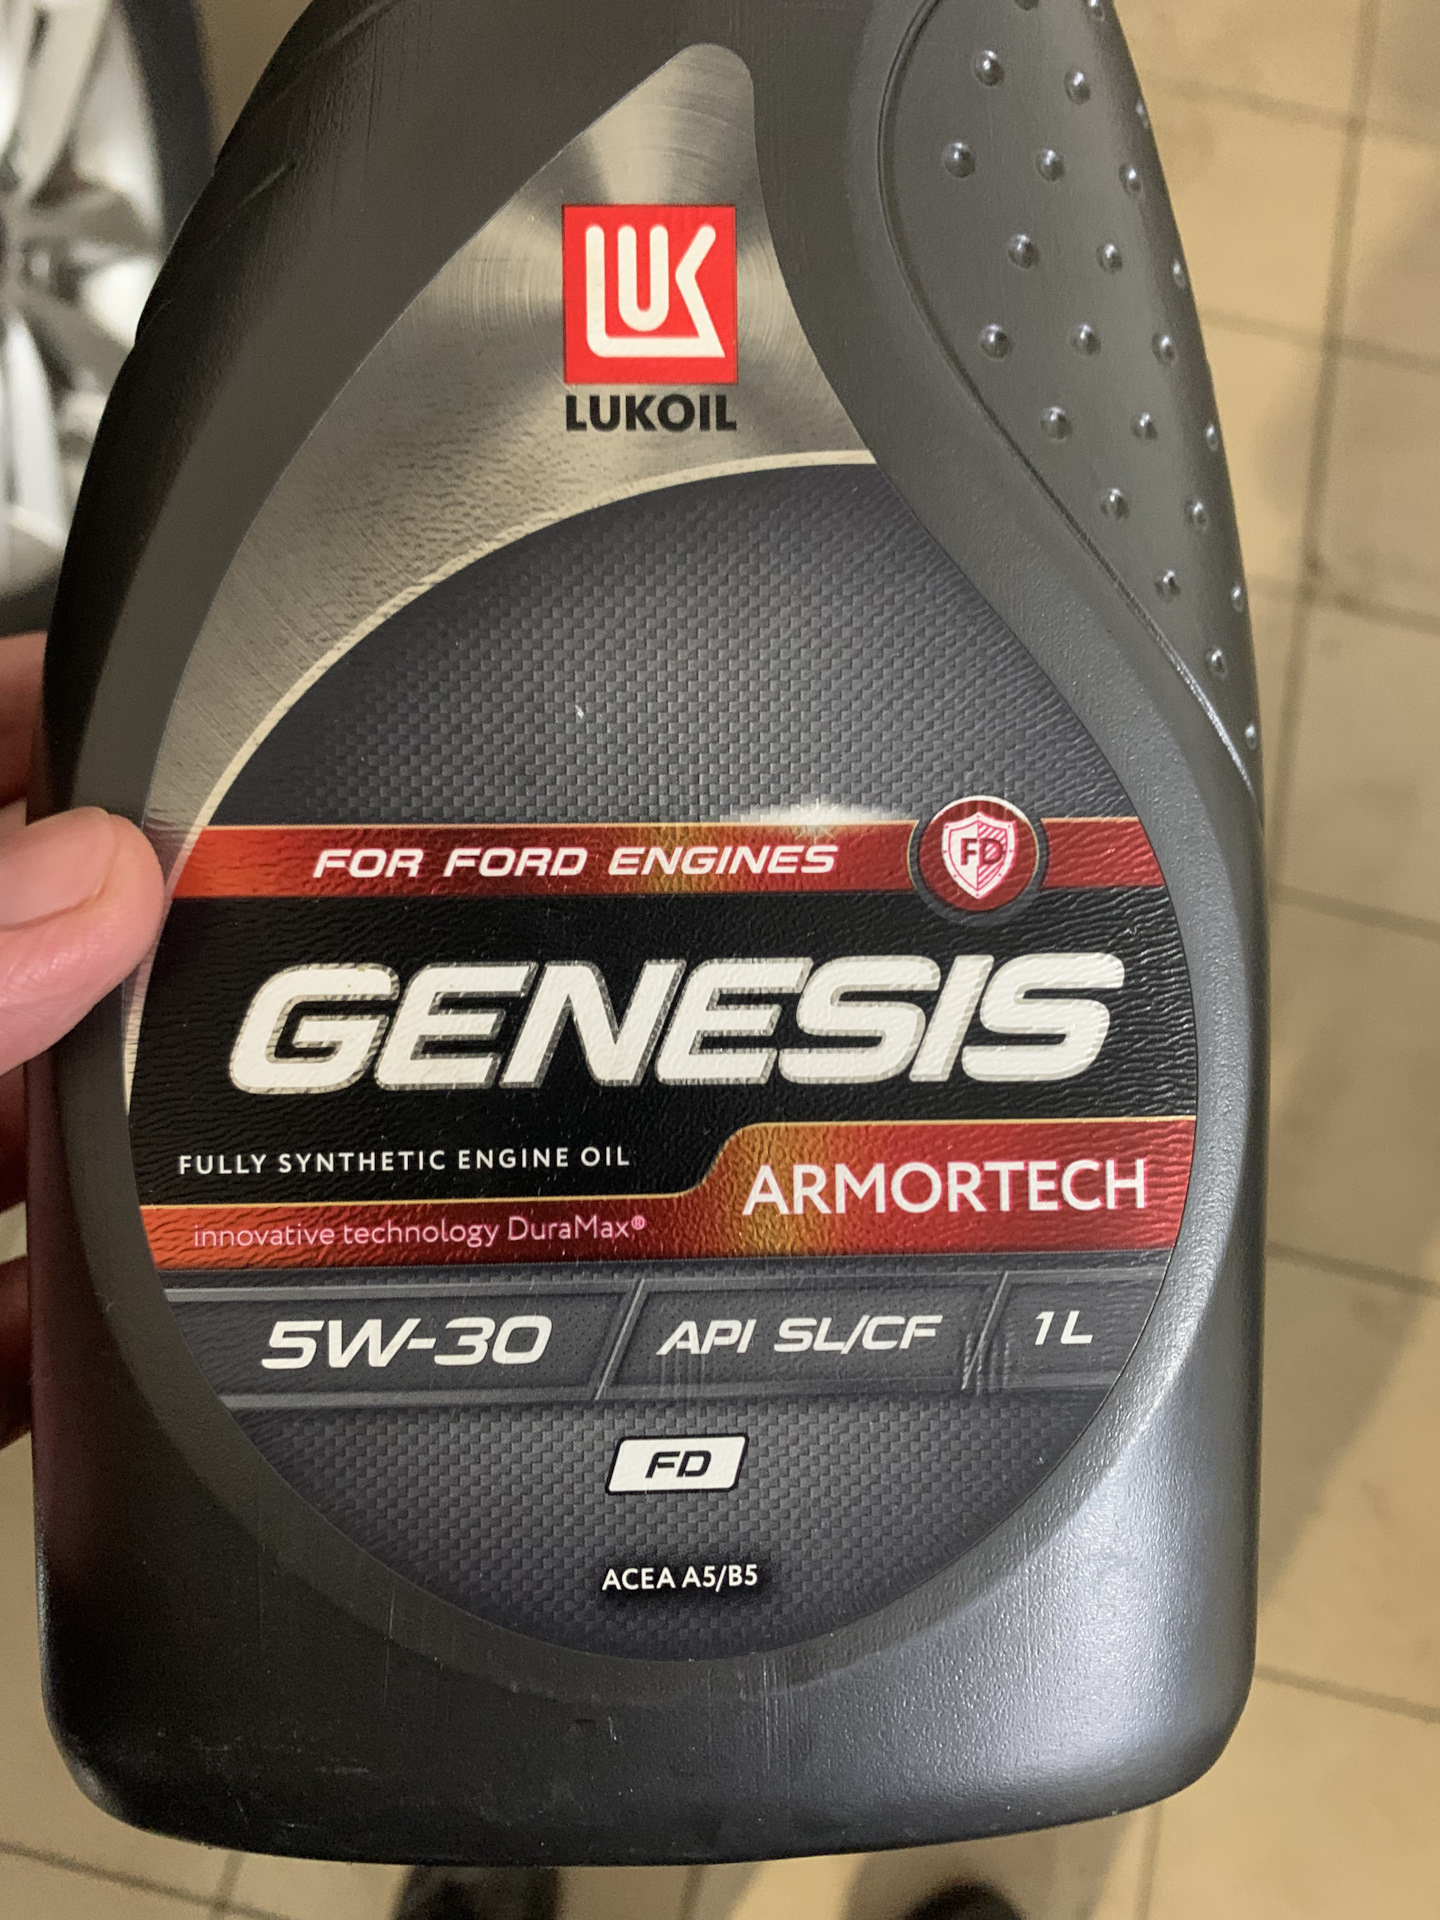 LUK
LUKOIL
FOR FORD ENGINES
FD
GENESIS
FULLY SYNTHETIC ENGINE OIL
ARMORTECH
innovative technology DuraMax®
5W-30 API SL/CF 1L
FD
ACEA A5/B5